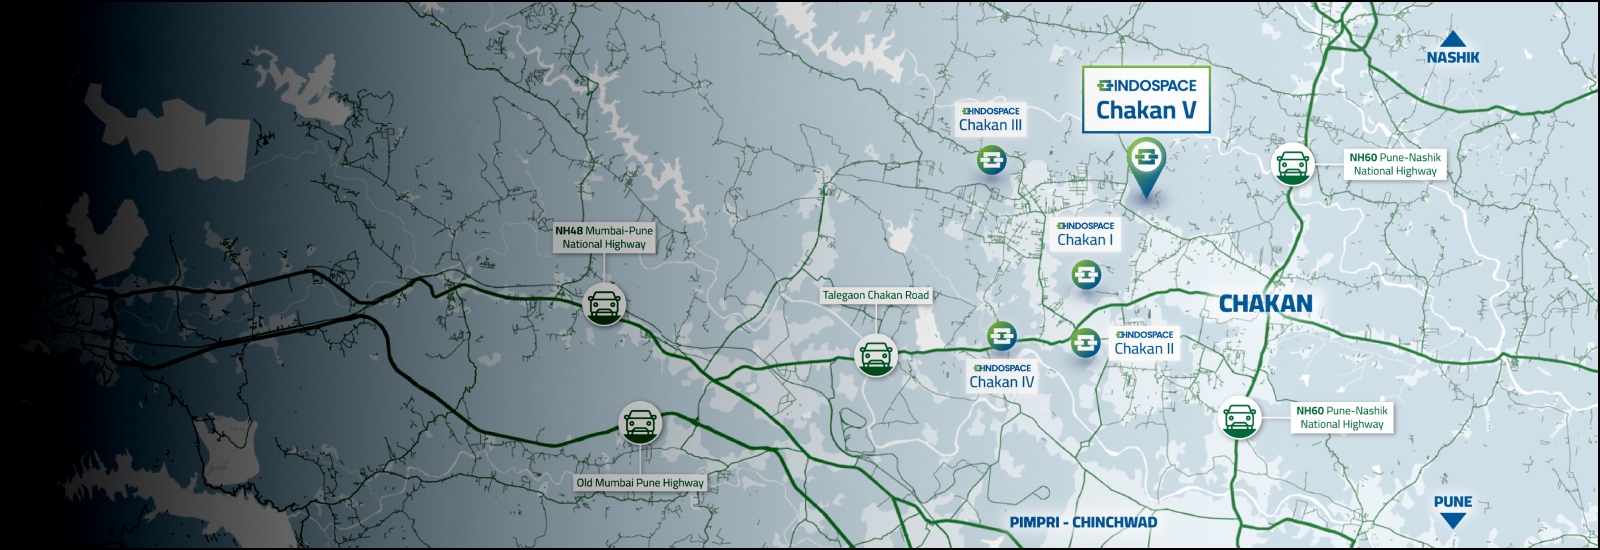 NASHIK
INDOSPACE
Chakan V
INDOSPACE
Chakan III
NH60 Pune-Nashik
National Highway
NH48 Mumbai-Pune
National Highway
INDOSPACE
Chakan I
Talegaon Chakan Road
CHAKAN
INDOSPACE
Chakan II
INDOSPACE
Chakan IV
NH60 Pune-Nashik
National Highway
Old Mumbai Pune Highway
PUNE
PIMPRI - CHINCHWAD